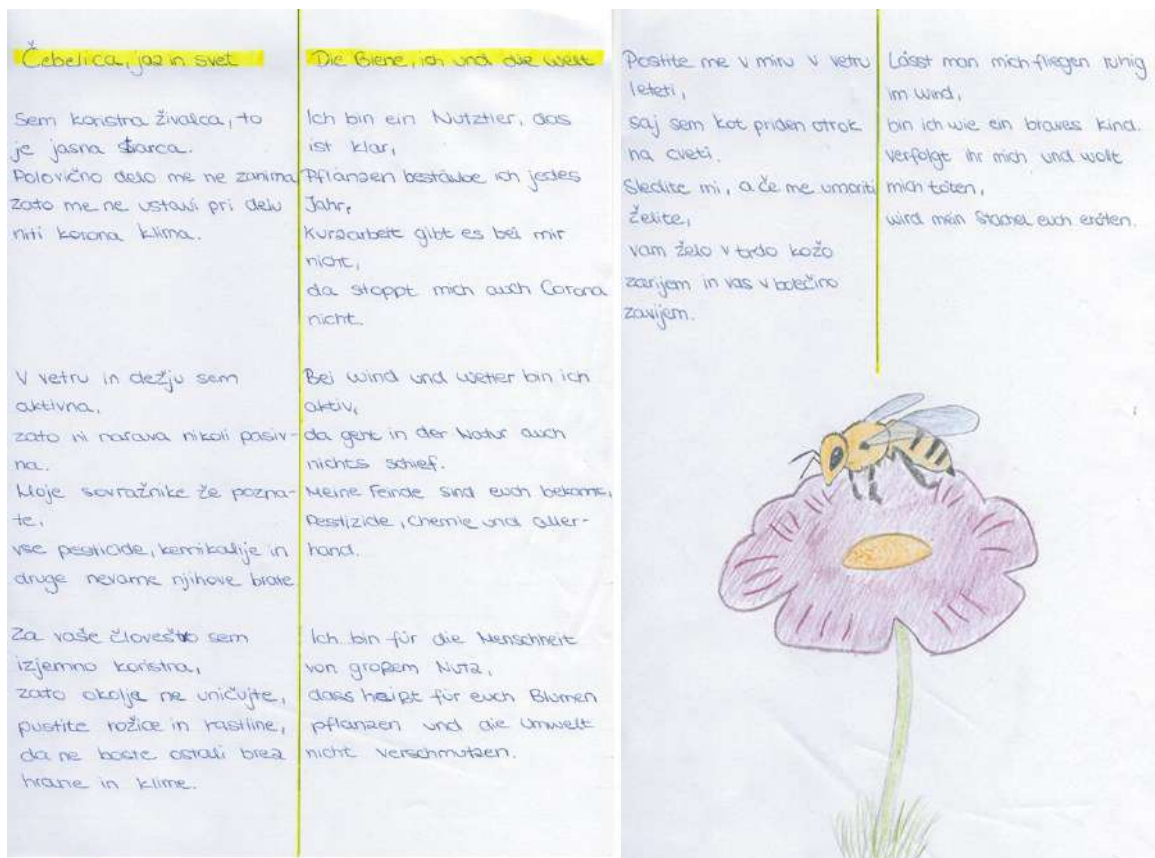 Čebelica, jaz in svet
Sem koristna živalca, to
je jasna štarca.
Polovično delo me ne zanima
zato me ne ustavi pri delu
niti korona klima.
V vetru in dežju sem
aktivna,
zato ni narava nikoli pasiv-
na.
Moje sovražnike že pozna-
te,
vse pesticide, kemikalije in
druge nevarne njihove brate
Za vaše človeštvo sem
izjemno koristna,
zato okolja ne uničujte,
pustite rožice in rastline,
da ne boste ostali brez
hrane in klime.
Die Biene, ich und die Welt
Ich bin ein Nutztier, das
ist klar,
Pflanzen bestäube ich jedes
Jahr,
Kurzarbeit gibt es bei mir
nicht,
da stoppt mich auch Corona
nicht.
Bei Wind und Wetter bin ich
aktiv,
da geht in der Natur auch
nichts schief.
Meine Feinde sind euch bekannt,
Pestizide, Chemie und aller-
hand.
Ich bin für die Menschheit
von großem Nutz,
dass heißt für euch Blumen
pflanzen und die Umwelt
nicht verschmutzen.
Postite me v miru v vetru
leteti,
saj sem kot priden otrok
na cveti.
Sledite mi, a če me umoriti
želite,
vam želo v trdo kožo
zarijem in vas v bolečino
zavijem.
Lässt man mich fliegen ruhig
im Wind,
bin ich wie ein braves Kind.
verfolgt ihr mich und wollt
mich töten,
wird mein Stachel euch eröten.